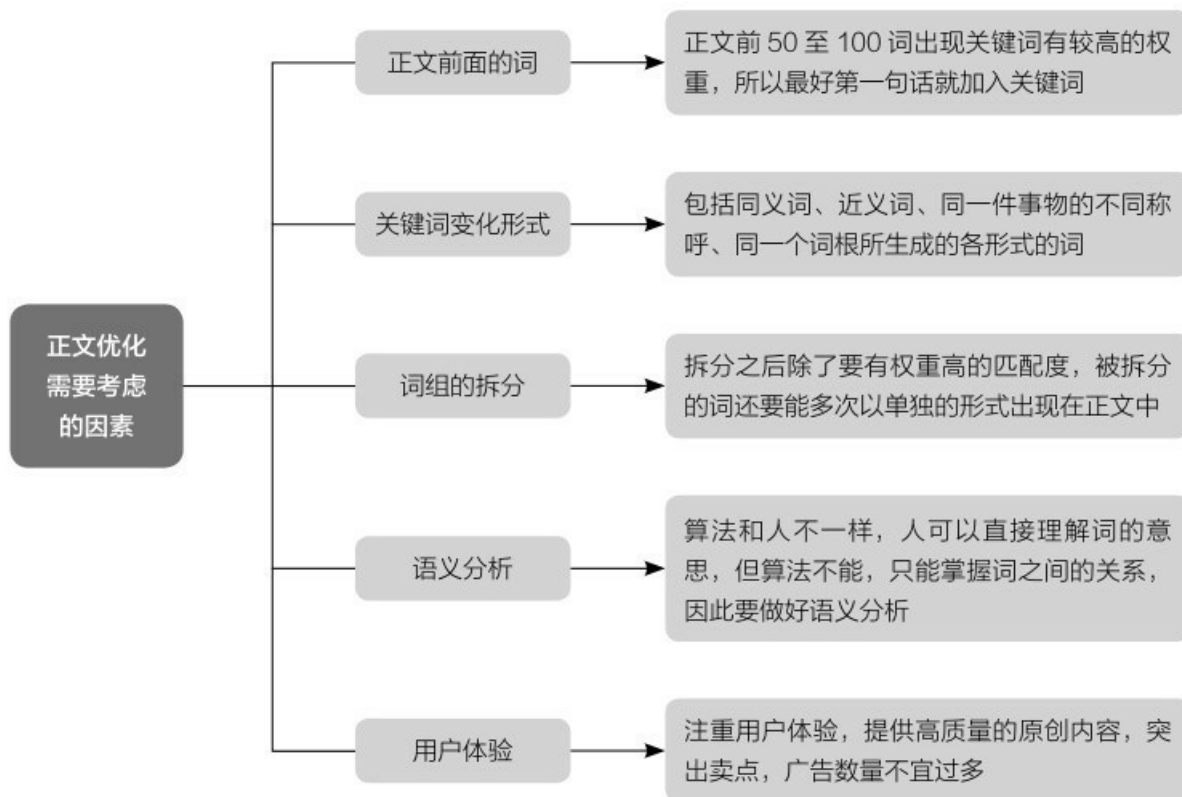 正文优化
需要考虑
的因素
正文前面的词
正文前 50 至 100 词出现关键词有较高的权
重，所以最好第一句话就加入关键词
关键词变化形式
包括同义词、近义词、同一件事物的不同称
呼、同一个词根所生成的各形式的词
词组的拆分
拆分之后除了要有权重高的匹配度，被拆分
的词还要能多次以单独的形式出现在正文中
语义分析
算法和人不一样，人可以直接理解词的意
思，但算法不能，只能掌握词之间的关系，
因此要做好语义分析
用户体验
注重用户体验，提供高质量的原创内容，突
出卖点，广告数量不宜过多